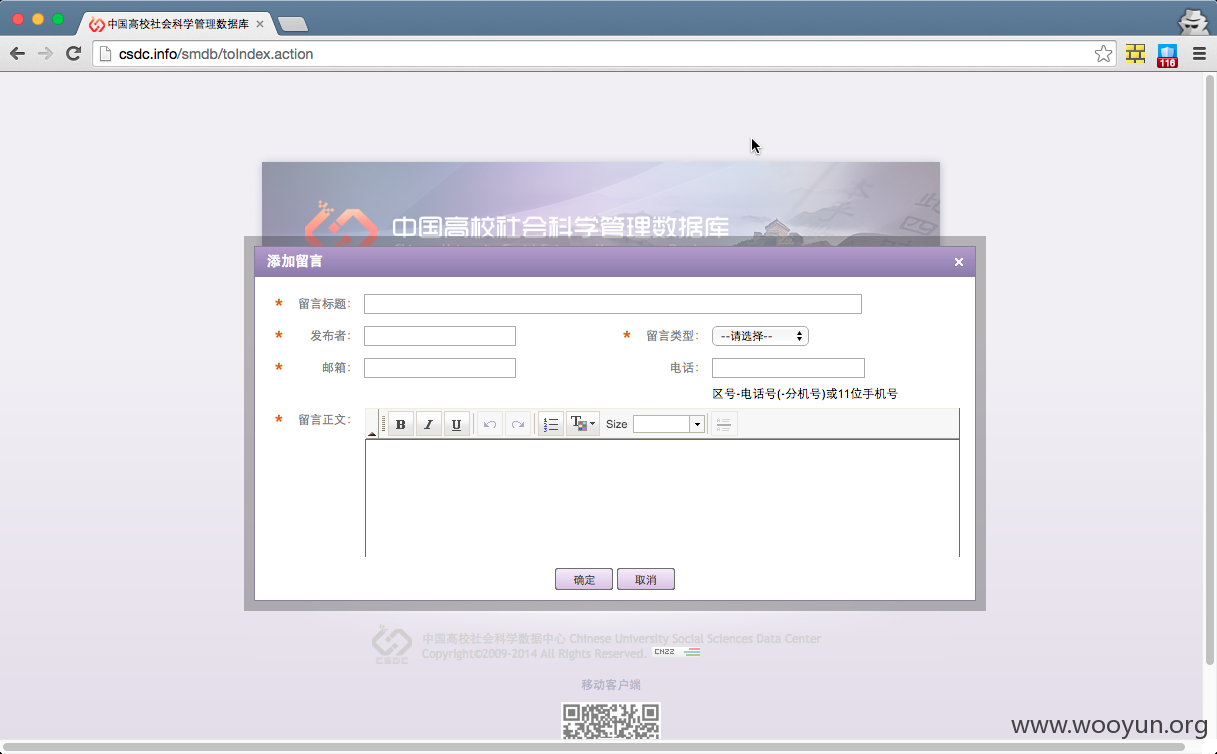 中国高校社会科学管理数据库
csdc.info/smdb/toIndex.action
116
中国高校社会科学管理数据库
添加留言
* 留言标题:
* 发布者: * 留言类型: --请选择--
* 邮箱: 电话:
区号-电话号(-分机号)或11位手机号
* 留言正文: B I U Size
确定 取消
中国高校社会科学数据中心 Chinese University Social Sciences Data Center
Copyright©2009-2014 All Rights Reserved. CNZZ
CSDC
移动客户端
www.wooyun.org